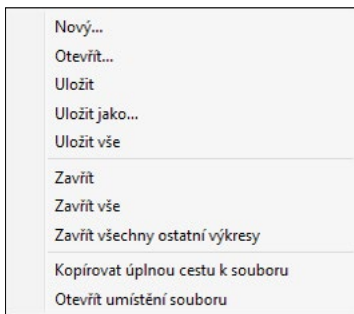 Nový...
Otevřít...
Uložit
Uložit jako...
Uložit vše
Zavřít
Zavřít vše
Zavřít všechny ostatní výkresy
Kopírovat úplnou cestu k souboru
Otevřít umístění souboru